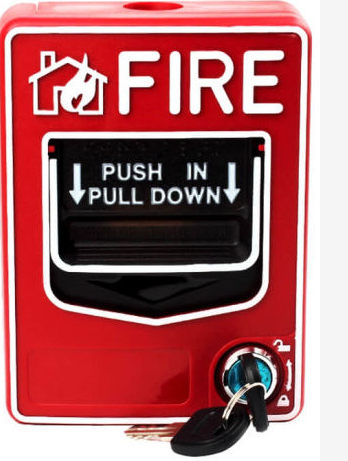 FIRE
PUSH IN
PULL DOWN